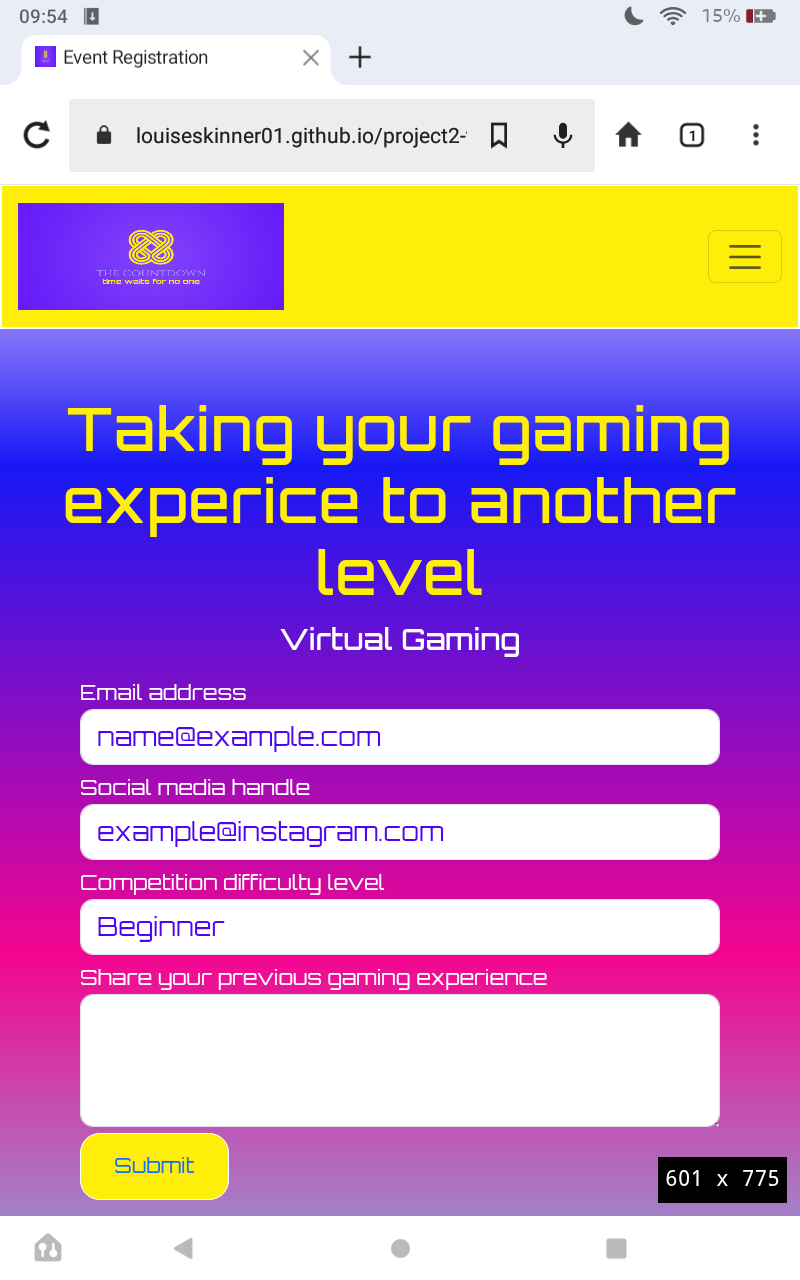 09:54
15%
Event Registration
louiseskinner01.github.io/project2-
1
THE COUNTDOWN
time waits for no one
Taking your gaming
experice to another
level
Virtual Gaming
Email address
name@example.com
Social media handle
example@instagram.com
Competition difficulty level
Beginner
Share your previous gaming experience
Submit
601 x 775